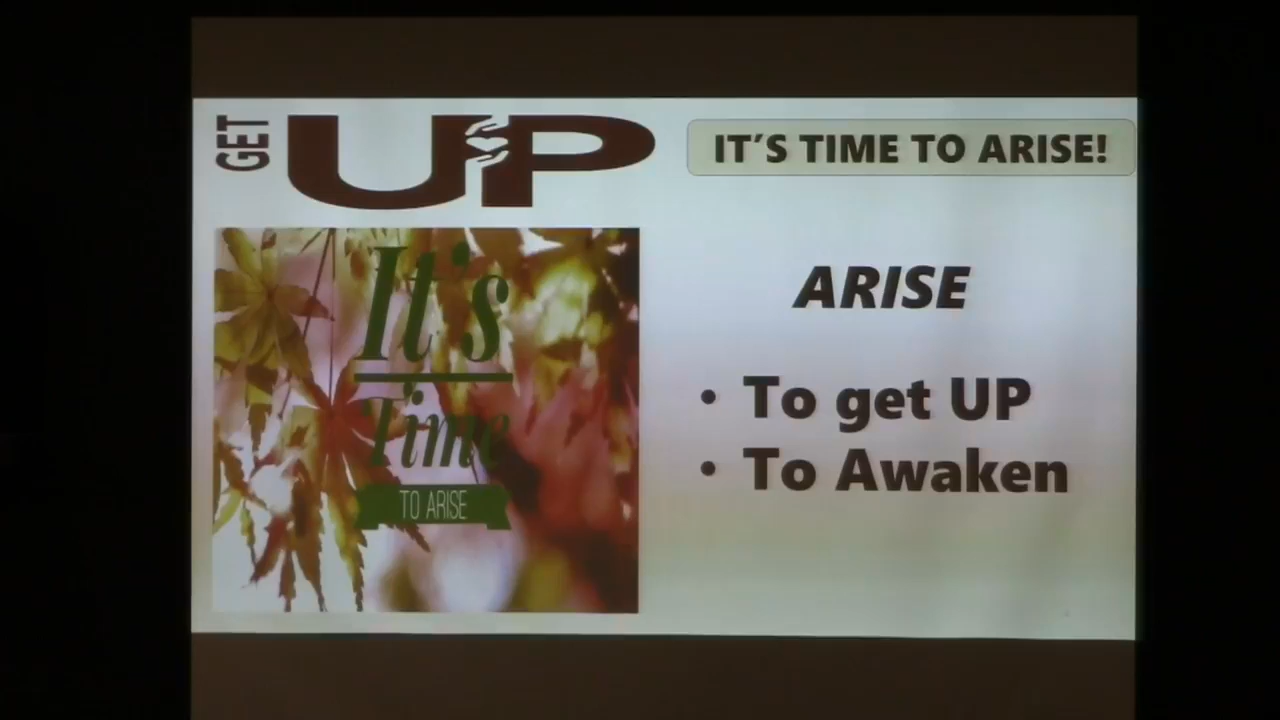 GET
UP
IT'S TIME TO ARISE!
It's
Time
TO ARISE
ARISE
• To get UP
• To Awaken